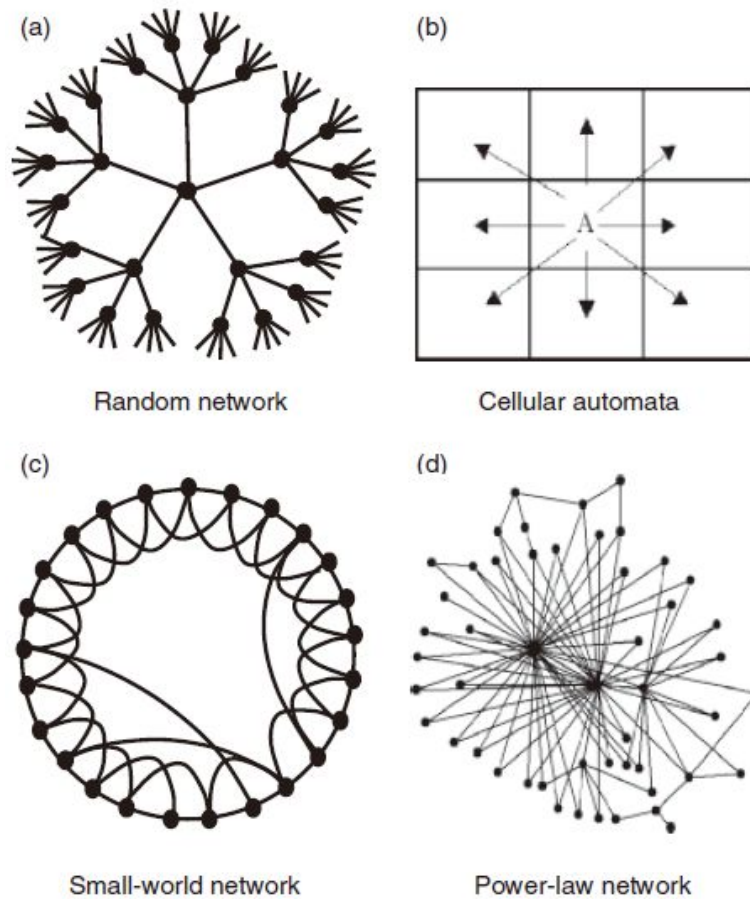 (a)
(b)
A
Random network
Cellular automata
(c)
(d)
Small-world network
Power-law network